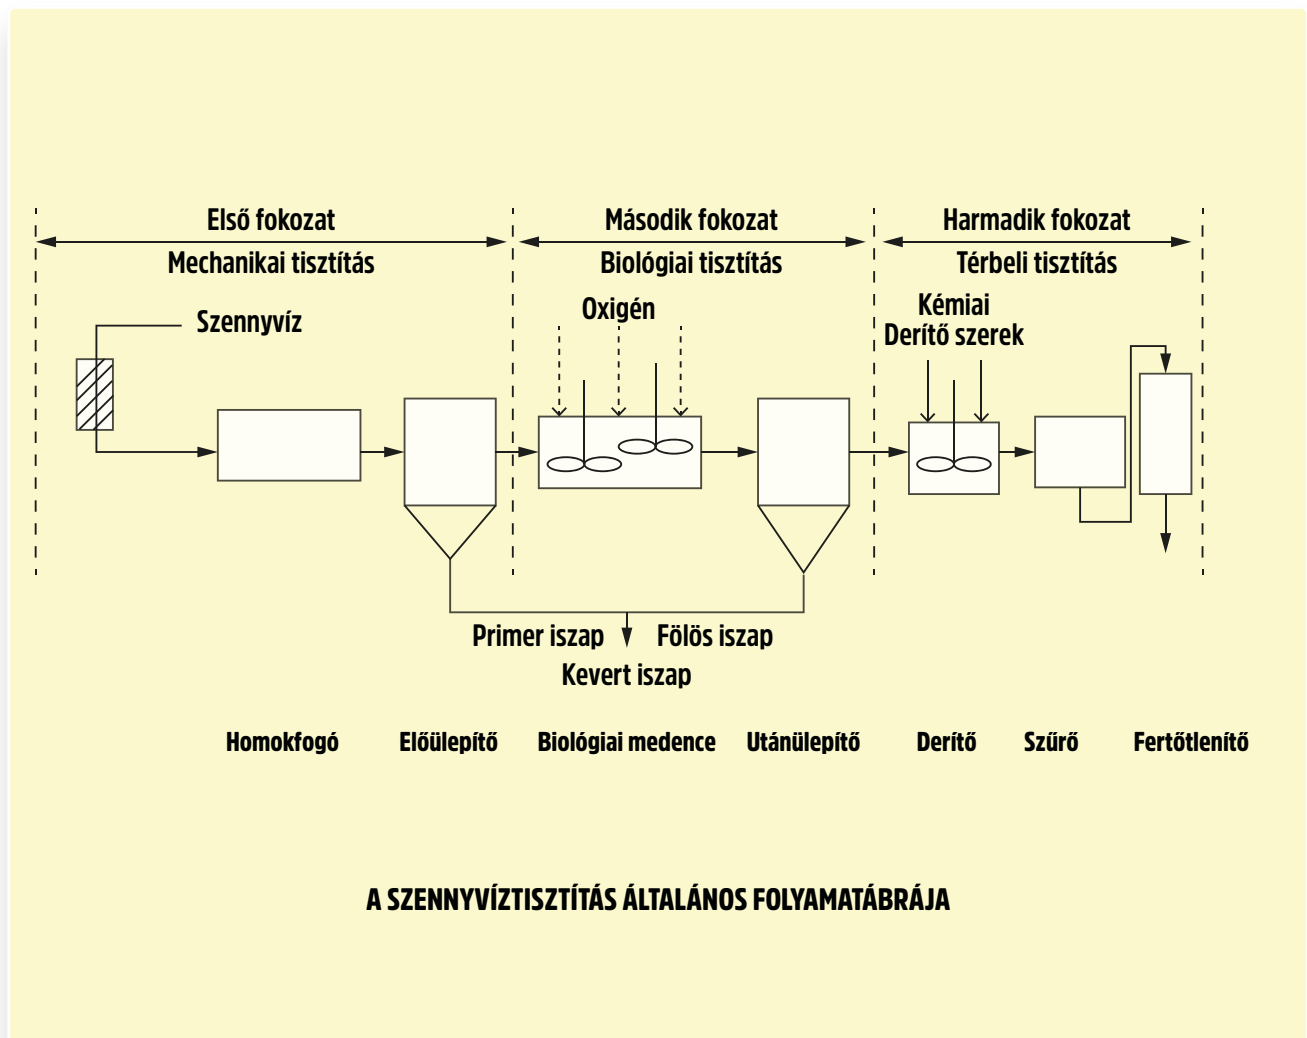 Első fokozat
Mechanikai tisztítás
Második fokozat
Biológiai tisztítás
Harmadik fokozat
Térbeli tisztítás
Szennyvíz
Oxigén
Kémiai
Derítő szerek
Primer iszap
Fölös iszap
Kevert iszap
Homokfogó
Előülepítő
Biológiai medence
Utánülepítő
Derítő
Szűrő
Fertőtlenítő
A SZENNYVÍZTISZTÍTÁS ÁLTALÁNOS FOLYAMATÁBRÁJA